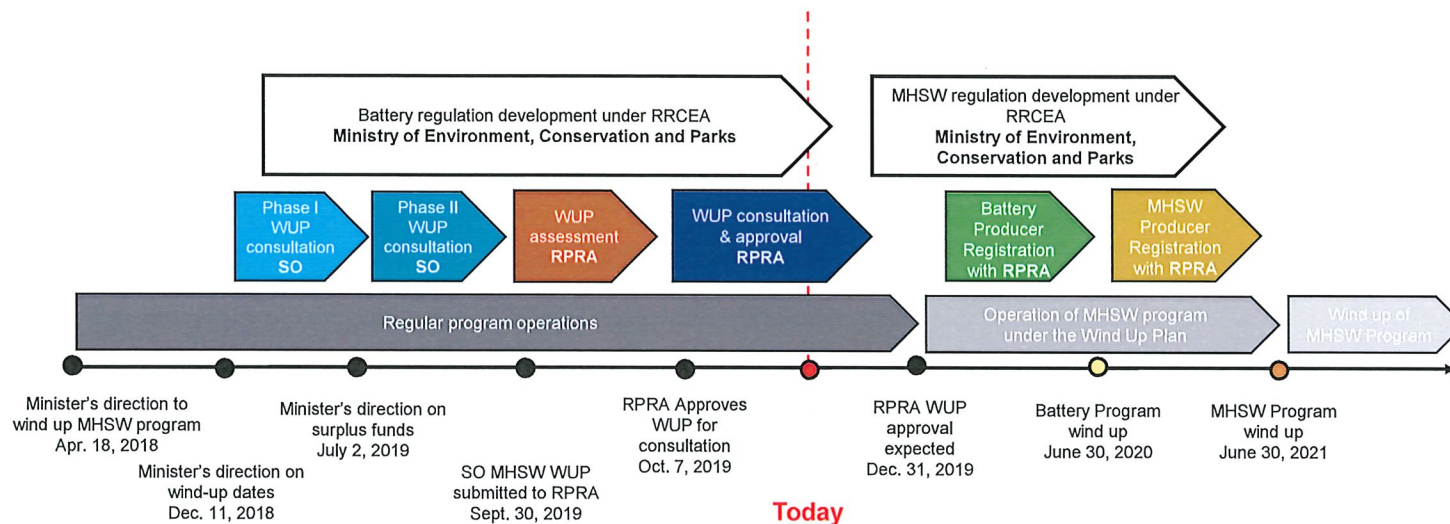 Battery regulation development under RRCEA
Ministry of Environment, Conservation and Parks
MHSW regulation development under
RRCEA
Ministry of Environment,
Conservation and Parks
Phase I
WUP
consultation
SO
Phase II
WUP
consultation
SO
WUP
assessment
RPRA
WUP consultation
& approval
RPRA
Battery
Producer
Registration
with RPRA
MHSW
Producer
Registration
with RPRA
Regular program operations
Operation of MHSW program
under the Wind Up Plan
Wind up of
MHSW Program
Minister's direction to
wind up MHSW program
Apr. 18, 2018
Minister's direction on
wind-up dates
Dec. 11, 2018
Minister's direction on
surplus funds
July 2, 2019
SO MHSW WUP
submitted to RPRA
Sept. 30, 2019
RPRA Approves
WUP for
consultation
Oct. 7, 2019
Today
RPRA WUP
approval
expected
Dec. 31, 2019
Battery Program
wind up
June 30, 2020
MHSW Program
wind up
June 30, 2021